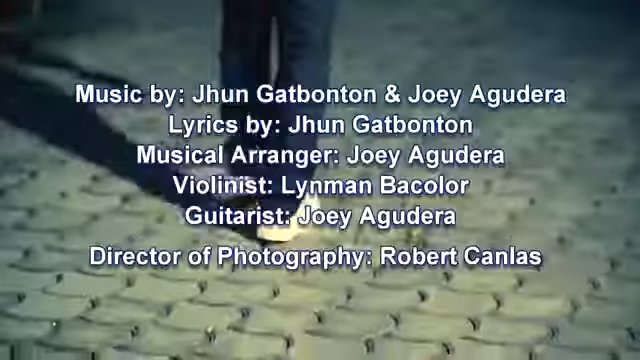 Music by: Jhun Gatbonton & Joey Agudera
Lyrics by: Jhun Gatbonton
Musical Arranger: Joey Agudera
Violinist: Lynman Bacolor
Guitarist: Joey Agudera
Director of Photography: Robert Canlas